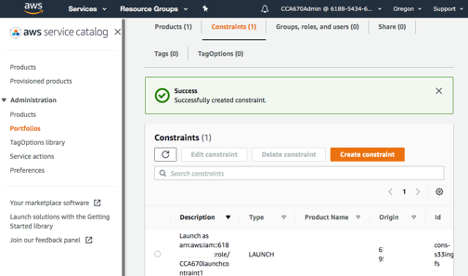 aws Services Resource Groups CCA670Admin @ 6188-5434-6... Oregon Support
aws service catalog
Products
Provisioned products
Administration
Products
Portfolios
TagOptions library
Service actions
Preferences
Your marketplace software
Launch solutions with the Getting
Started library
Join our feedback panel
Products (1) Constraints (1) Groups, roles, and users (0) Share (0)
Tags (0) TagOptions (0)
Success
Successfully created constraint.
Constraints (1)
Edit constraint Delete constraint Create constraint
Search constraints
1
Description Type Product Name Origin Id
Launch as
arn:aws:iam::618
:role/
CCA670launchco
ntraint1
LAUNCH
cons-
s33ing
fs